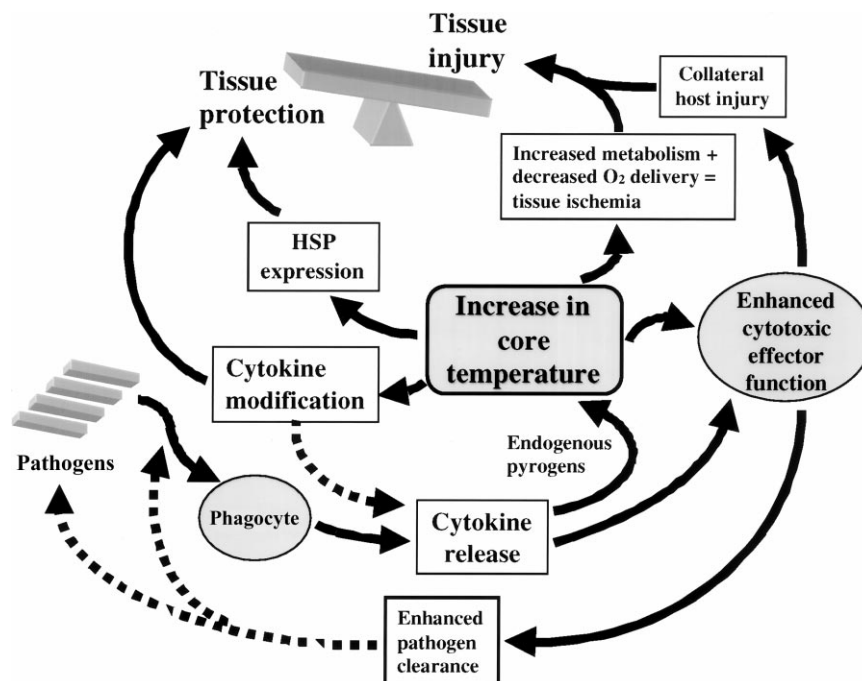 Tissue
injury
Tissue
protection
Collateral
host injury
Increased metabolism +
decreased O₂ delivery =
tissue ischemia
HSP
expression
Increase in
core
temperature
Enhanced
cytotoxic
effector
function
Cytokine
modification
Pathogens
Endogenous
pyrogens
Phagocyte
Cytokine
release
Enhanced
pathogen
clearance